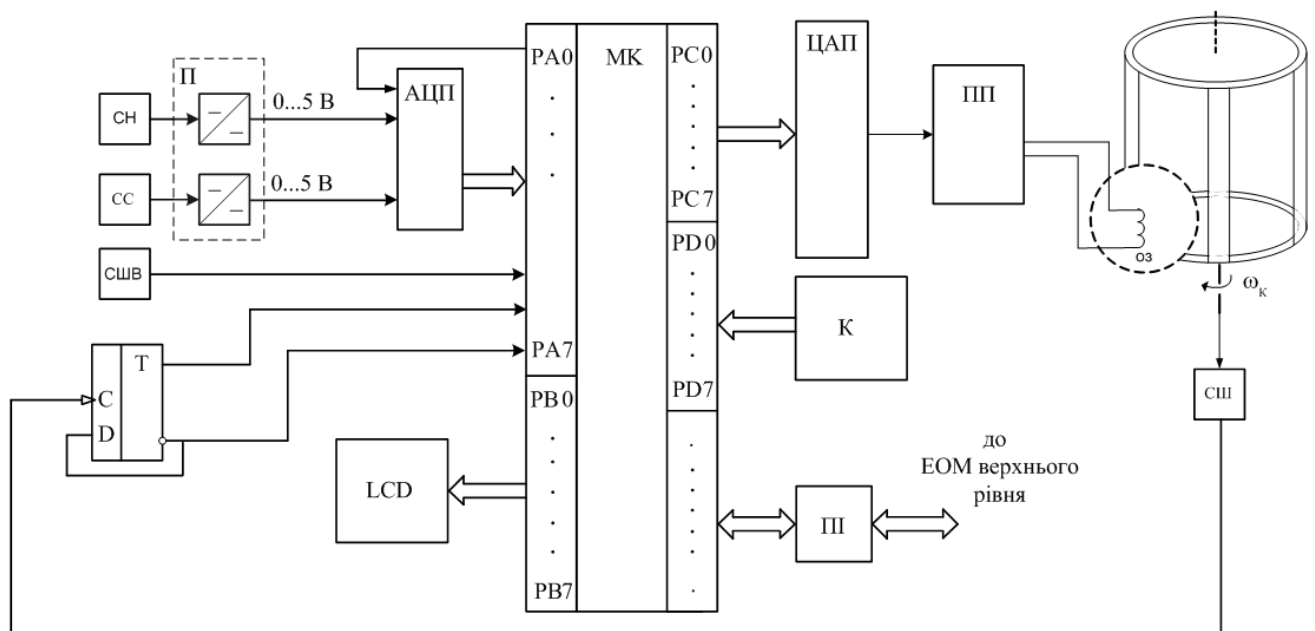 П
СН
0...5 В
СС
0...5 В
СШВ
АЦП
T
C
D
LCD
PA0
PA7
PB0
PB7
МК
PC0
PC7
PD0
PD7
ЦАП
ПП
К
ПІ
до
ЕОМ верхнього
рівня
ОЗ
ωк
СШ